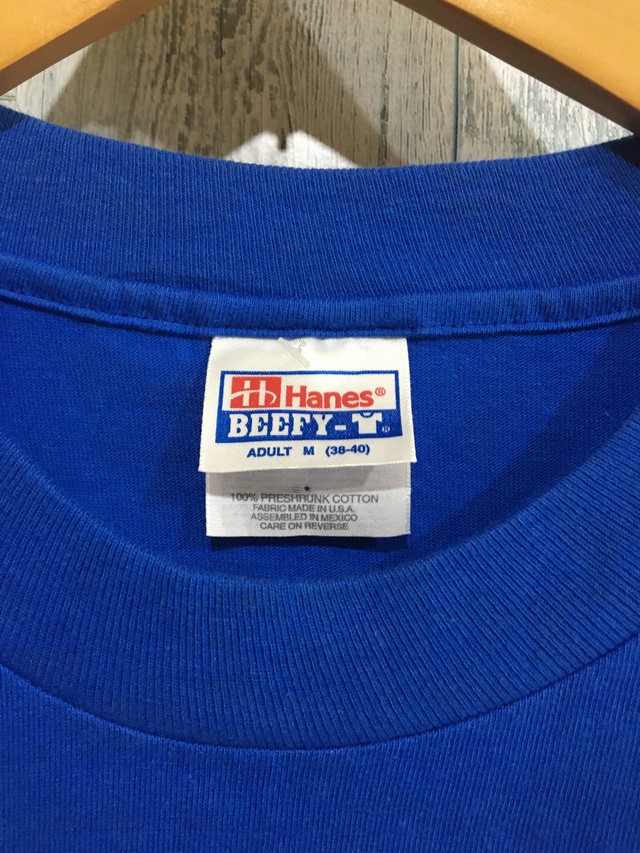 Hanes®
BEEFY-
®
ADULT M (38-40)
100% PRESHRUNK COTTON
FABRIC MADE IN U.S.A.
ASSEMBLED IN MEXICO
CARE ON REVERSE